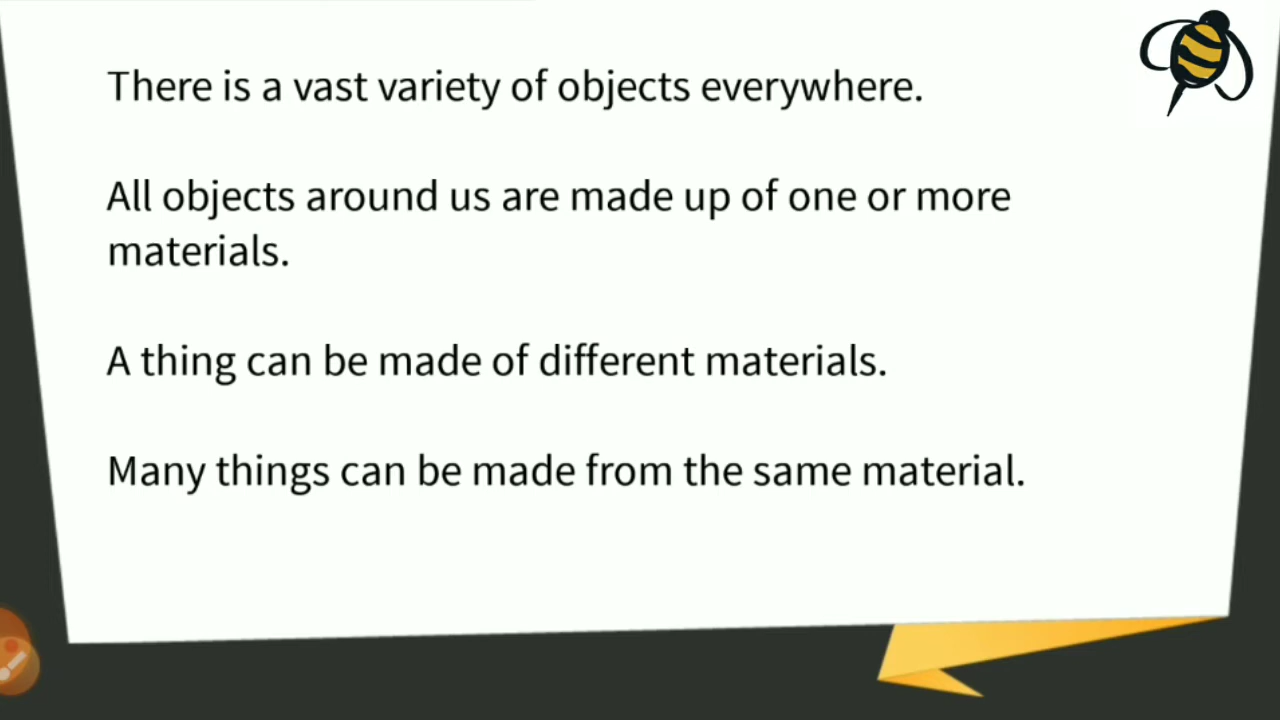 There is a vast variety of objects everywhere.
All objects around us are made up of one or more
materials.
A thing can be made of different materials.
Many things can be made from the same material.